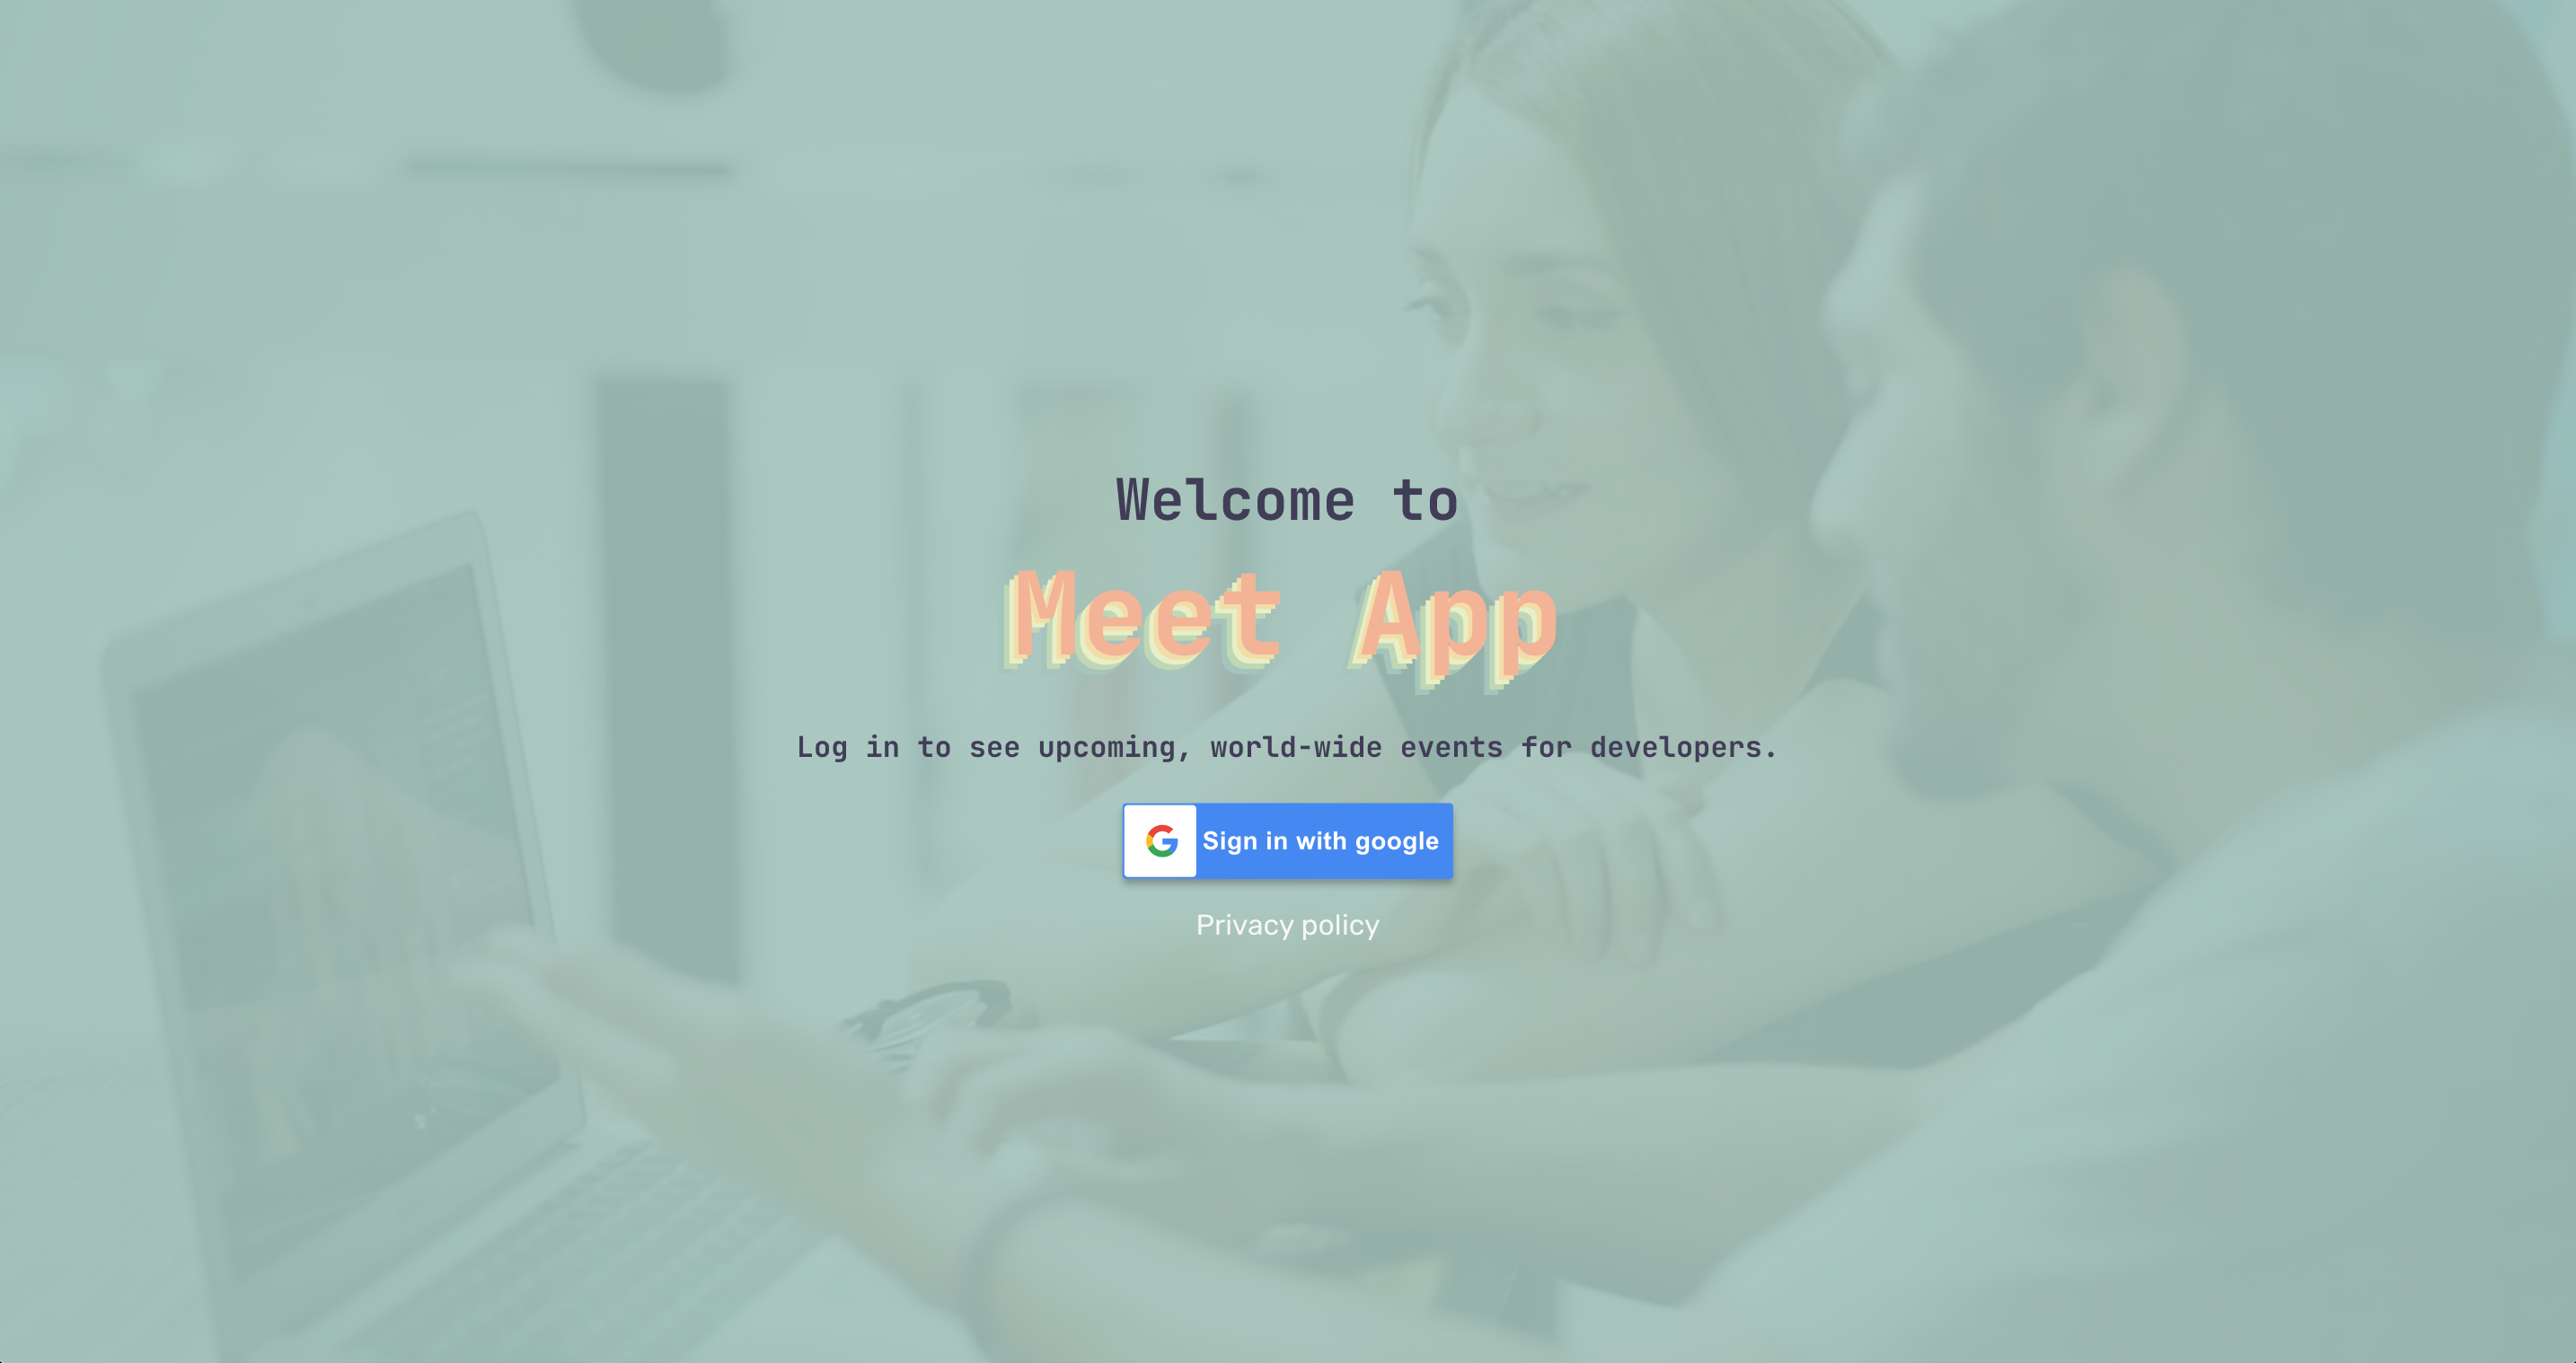 Welcome to
Meet App
Log in to see upcoming, world-wide events for developers.
Sign in with google
Privacy policy